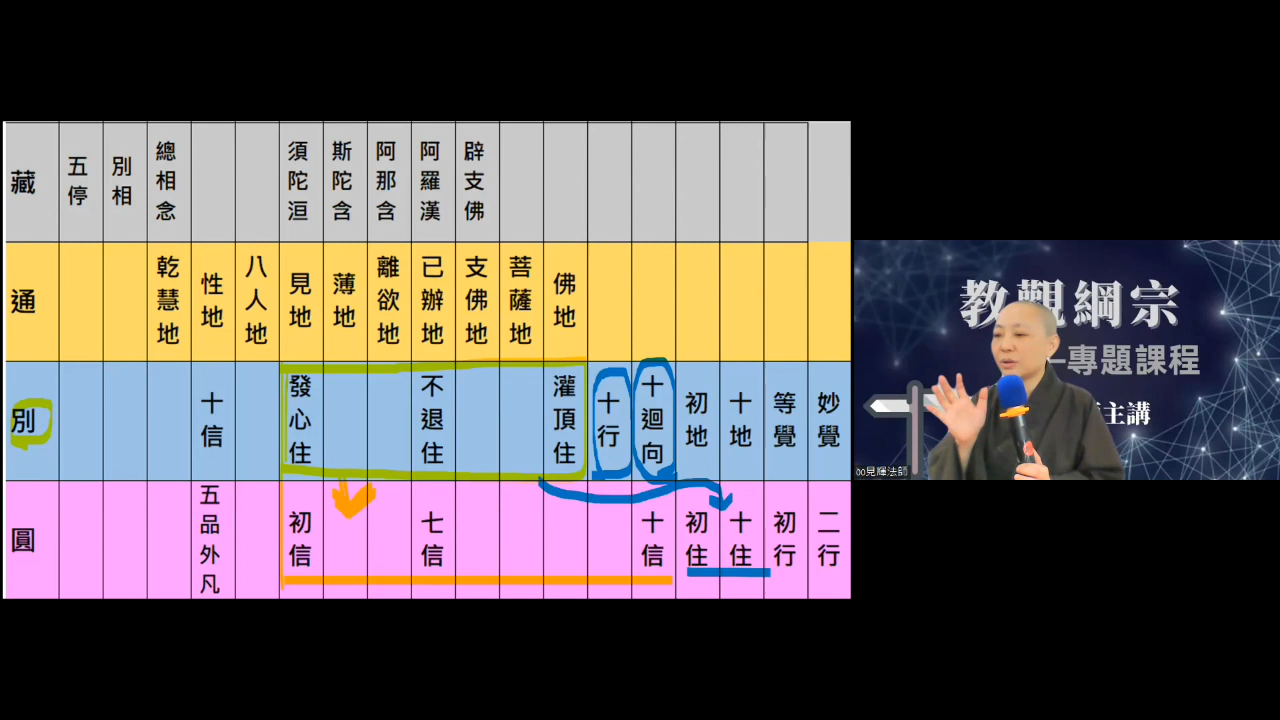 藏 五停 別相 總相念 須陀洹 斯陀含 阿那含 阿羅漢 辟支佛
通 乾慧地 性地 八人地 見地 薄地 離欲地 已辦地 支佛地 菩薩地 佛地
別 十信 發心住 不退住 灌頂住 十行 十迴向 初地 十地 等覺 妙覺
圓 五品外凡 初信 七信 十信 初住 十住 初行 二行
教觀綱宗
專題課程
主講
見輝法師